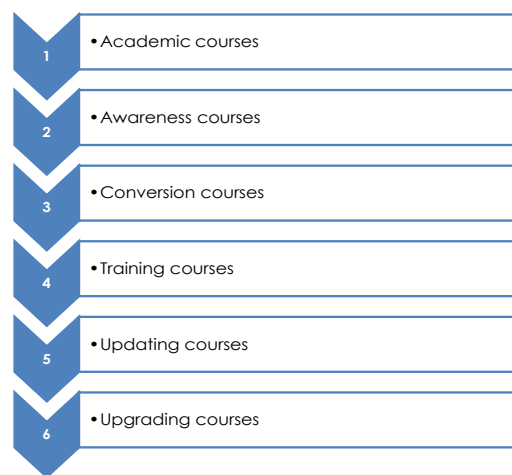 1
• Academic courses
2
• Awareness courses
3
• Conversion courses
4
• Training courses
5
• Updating courses
6
• Upgrading courses